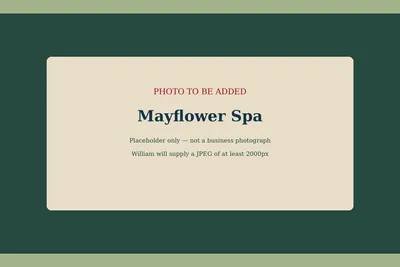 PHOTO TO BE ADDED
Mayflower Spa
Placeholder only — not a business photograph
William will supply a JPEG of at least 2000px